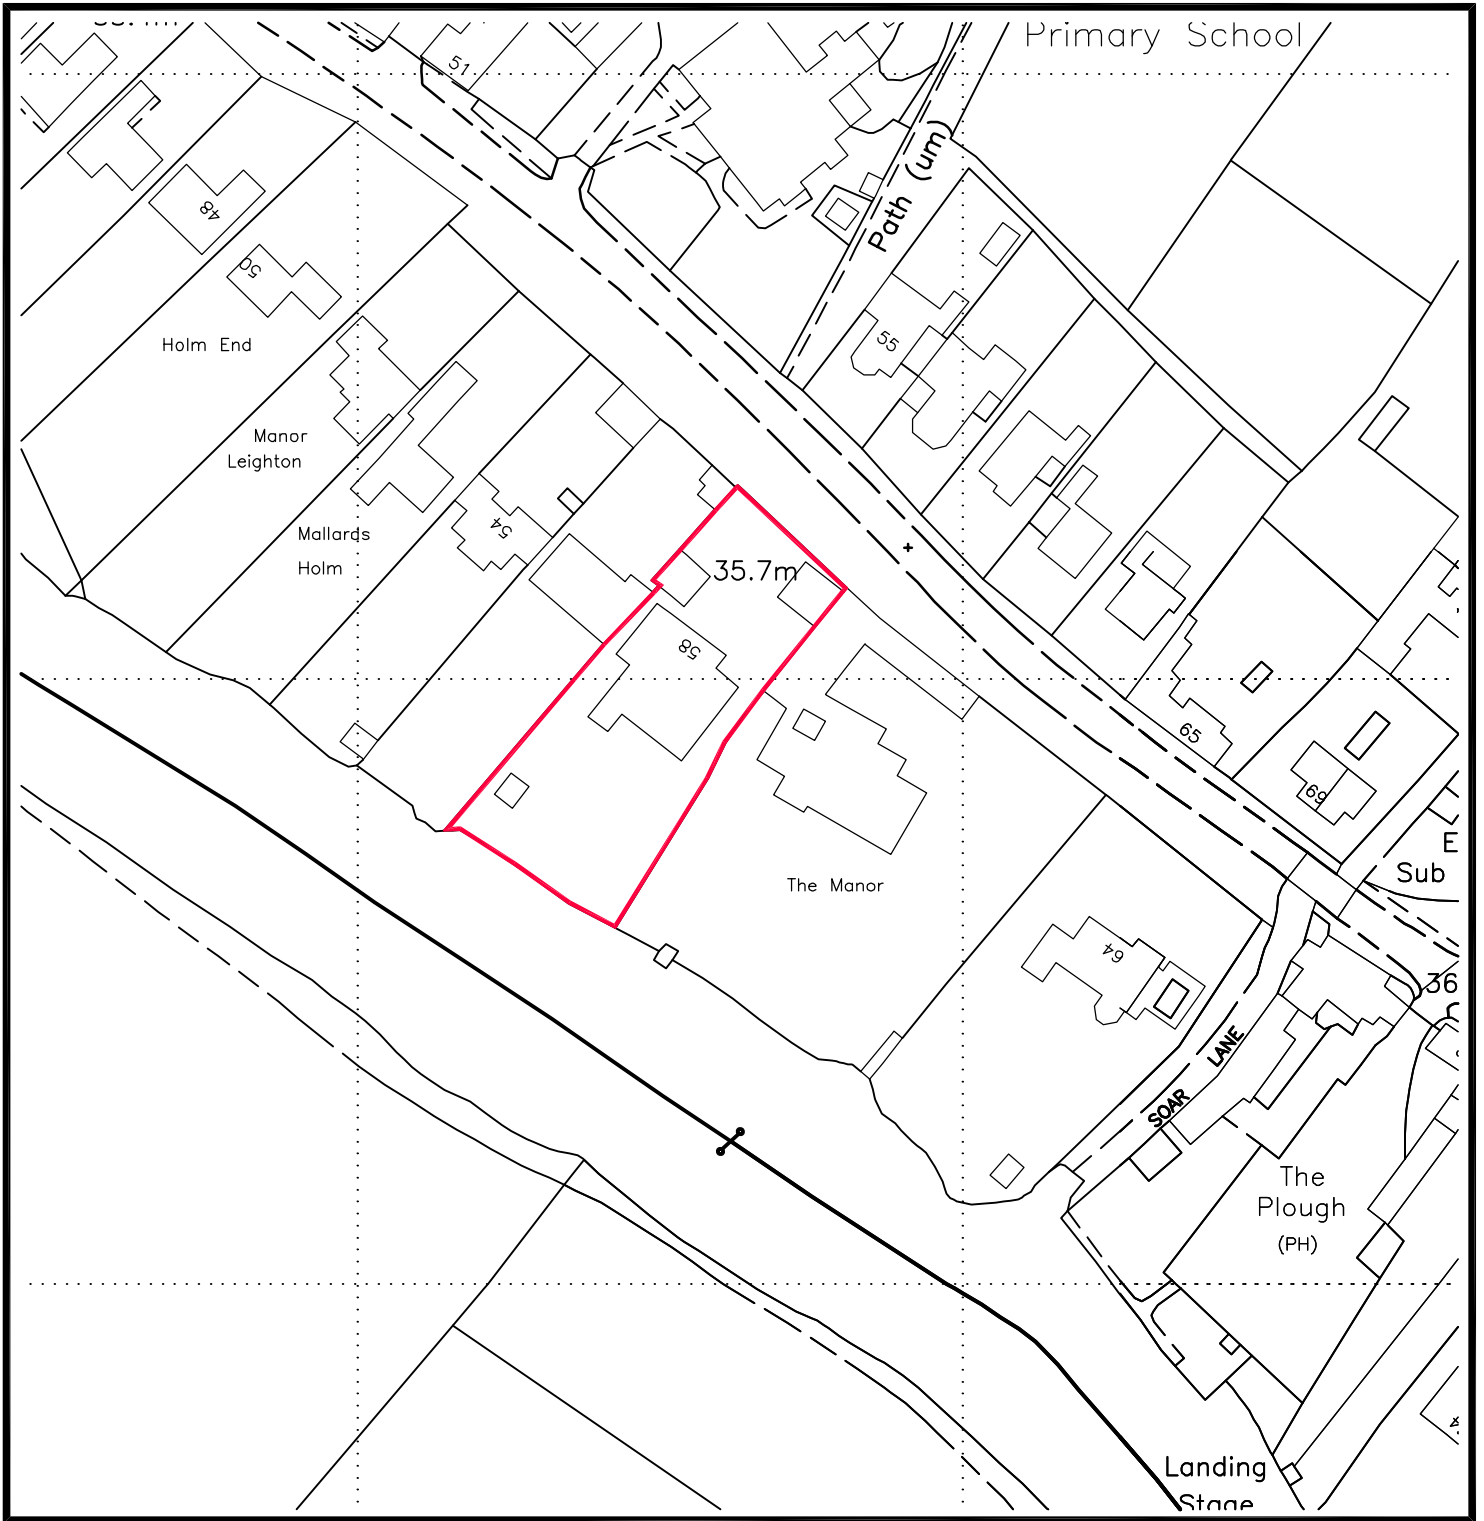 Primary School
51
Path (um)
48
50
55
Holm End
Manor
Leighton
54
Mallards
Holm
35.7m
58
65
69
E
Sub
The Manor
64
36
SOAR LANE
The
Plough
(PH)
Landing
Stage